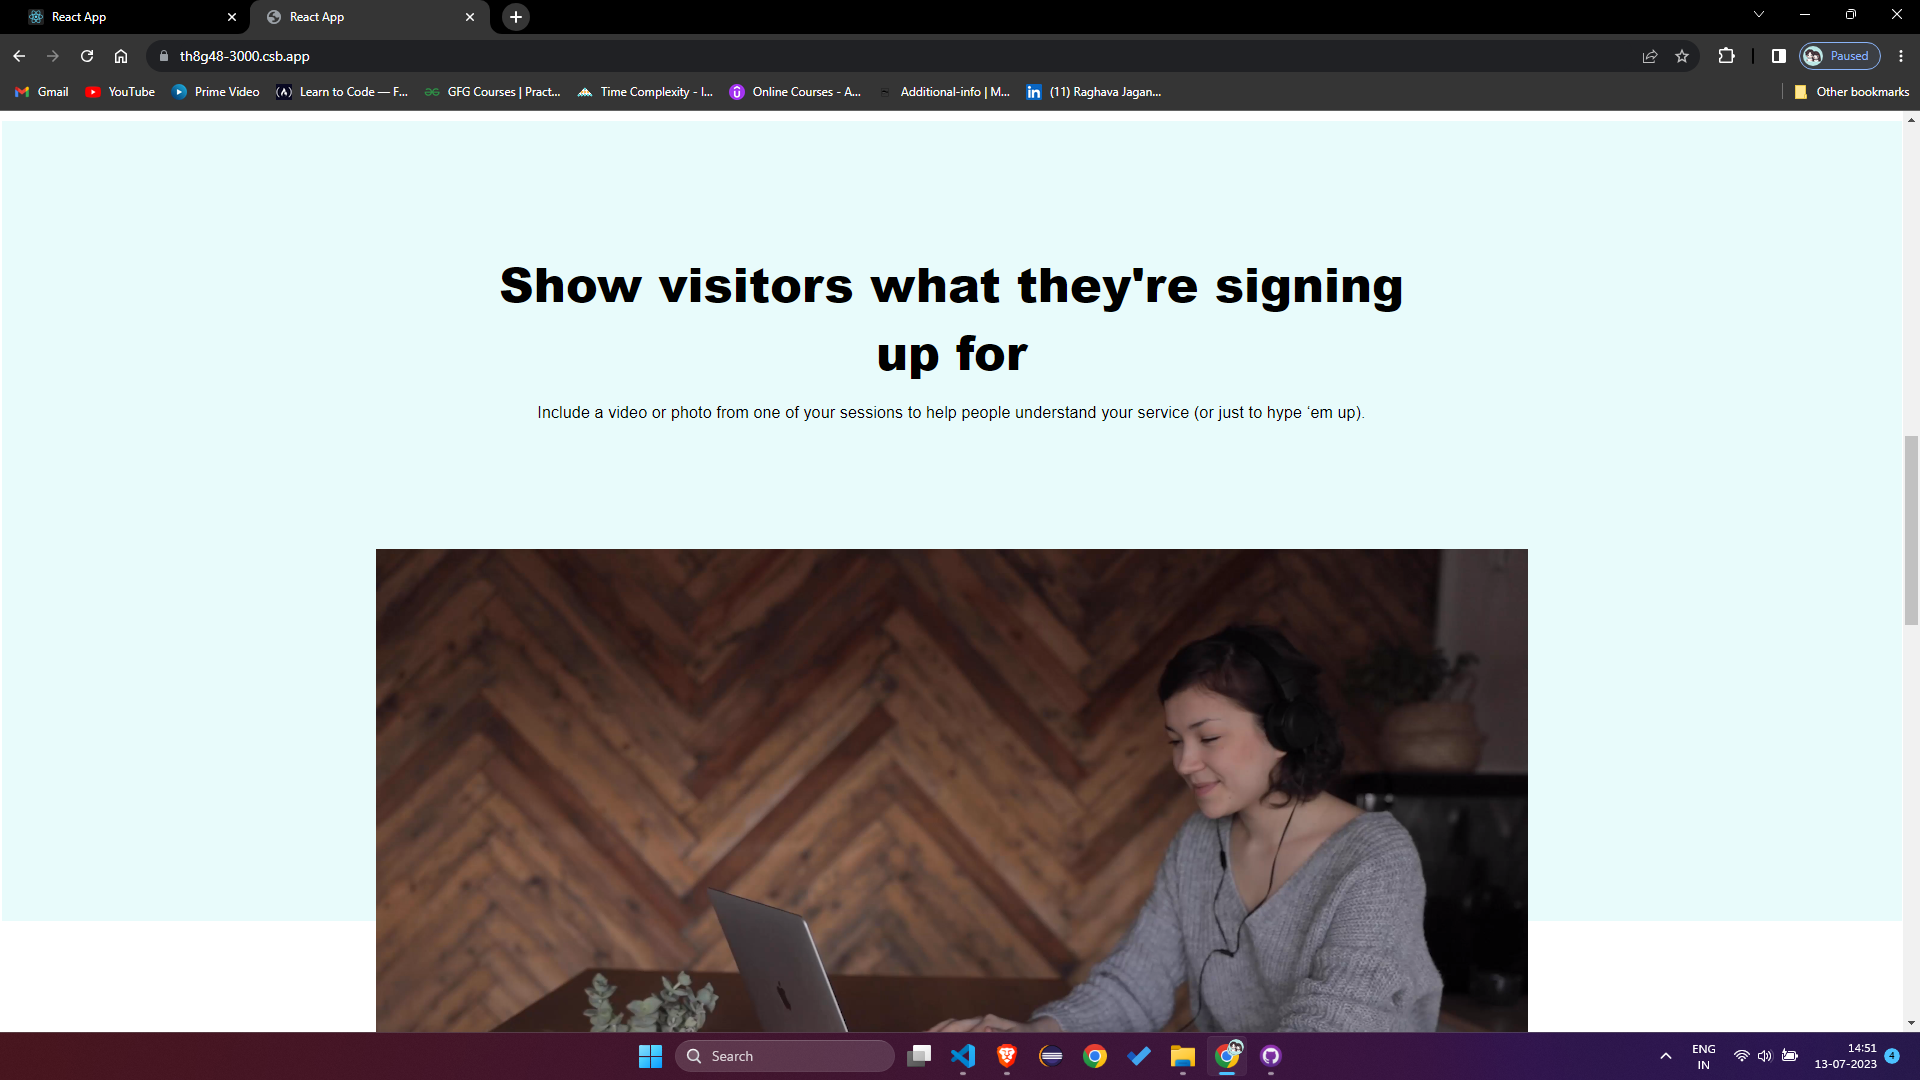 React App
React App
th8g48-3000.csb.app
Paused
Gmail
YouTube
Prime Video
Learn to Code — F...
GFG Courses | Pract...
Time Complexity - I...
Online Courses - A...
Additional-info | M...
(11) Raghava Jagan...
Other bookmarks
Show visitors what they're signing
up for
Include a video or photo from one of your sessions to help people understand your service (or just to hype ‘em up).
Search
ENG
IN
14:51
13-07-2023
4